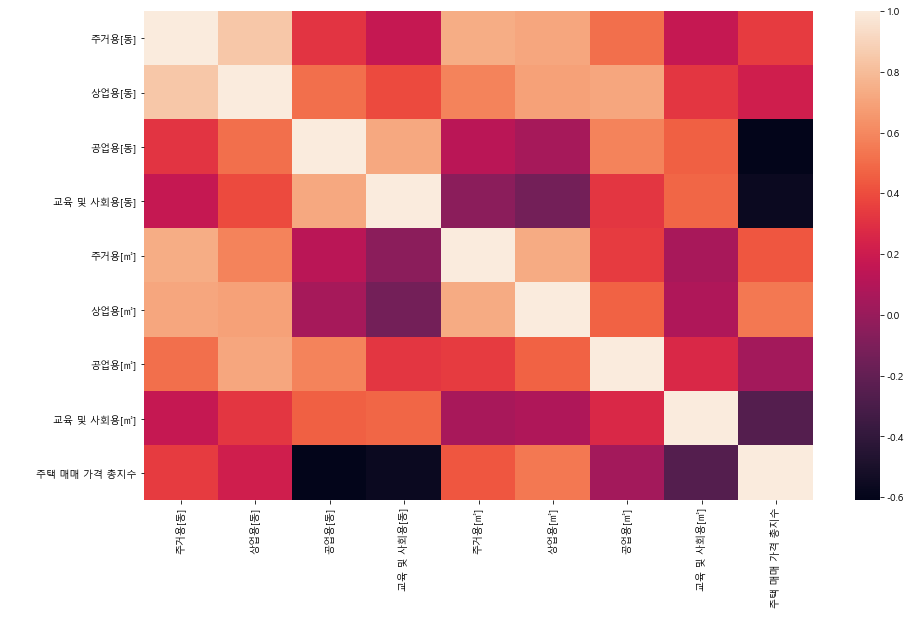 주거용[동]
상업용[동]
공업용[동]
교육 및 사회용[동]
주거용[㎡]
상업용[㎡]
공업용[㎡]
교육 및 사회용[㎡]
주택 매매 가격 총지수
주거용[동]
상업용[동]
공업용[동]
교육 및 사회용[동]
주거용[㎡]
상업용[㎡]
공업용[㎡]
교육 및 사회용[㎡]
주택 매매 가격 총지수
1.0
0.8
0.6
0.4
0.2
0.0
-0.2
-0.4
-0.6